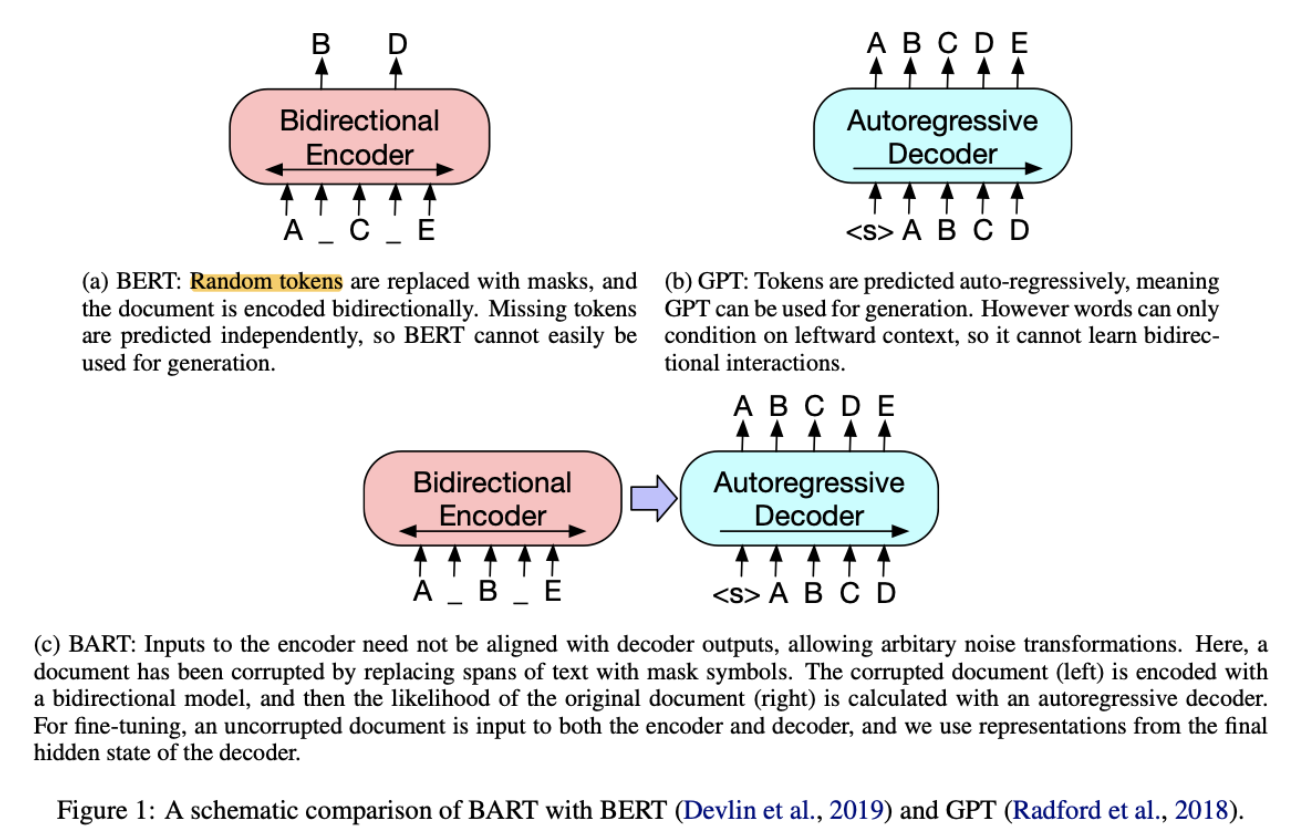 B D
Bidirectional
Encoder
A _ C _ E
(a) BERT: Random tokens are replaced with masks, and
the document is encoded bidirectionally. Missing tokens
are predicted independently, so BERT cannot easily be
used for generation.
A B C D E
Autoregressive
Decoder
<s> A B C D
(b) GPT: Tokens are predicted auto-regressively, meaning
GPT can be used for generation. However words can only
condition on leftward context, so it cannot learn bidirec-
tional interactions.
Bidirectional
Encoder
A _ B _ E
A B C D E
Autoregressive
Decoder
<s> A B C D
(c) BART: Inputs to the encoder need not be aligned with decoder outputs, allowing arbitary noise transformations. Here, a
document has been corrupted by replacing spans of text with mask symbols. The corrupted document (left) is encoded with
a bidirectional model, and then the likelihood of the original document (right) is calculated with an autoregressive decoder.
For fine-tuning, an uncorrupted document is input to both the encoder and decoder, and we use representations from the final
hidden state of the decoder.
Figure 1: A schematic comparison of BART with BERT (Devlin et al., 2019) and GPT (Radford et al., 2018).